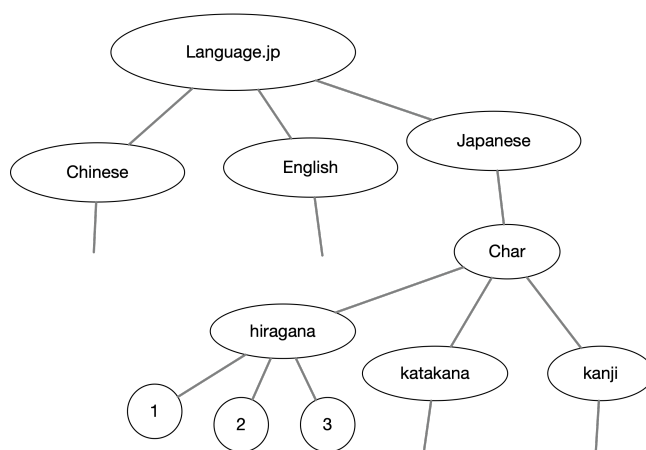 Language.jp
Chinese
English
Japanese
Char
hiragana
katakana
kanji
1
2
3